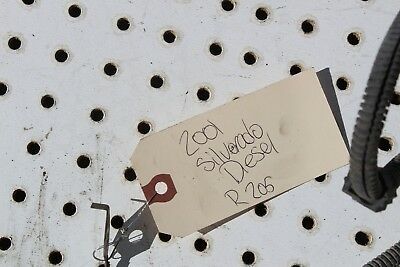 2001
Silverado
Diesel
R 205